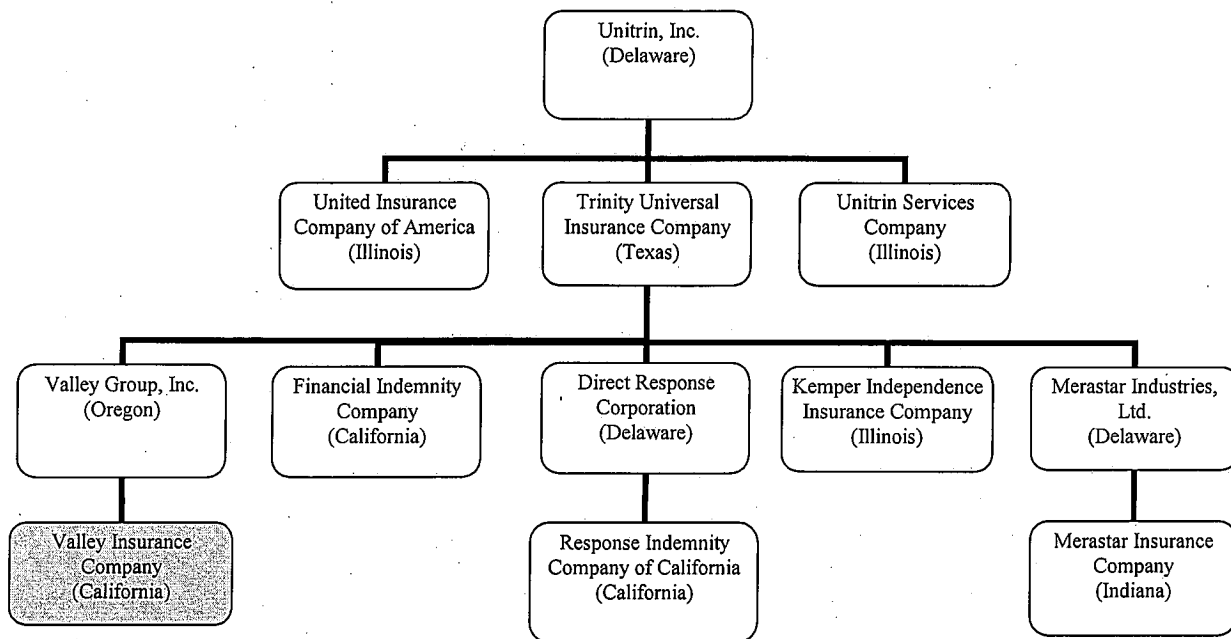 Unitrin, Inc.
(Delaware)
United Insurance
Company of America
(Illinois)
Trinity Universal
Insurance Company
(Texas)
Unitrin Services
Company
(Illinois)
Valley Group, Inc.
(Oregon)
Financial Indemnity
Company
(California)
Direct Response
Corporation
(Delaware)
Kemper Independence
Insurance Company
(Illinois)
Merastar Industries,
Ltd.
(Delaware)
Valley Insurance
Company
(California)
Response Indemnity
Company of California
(California)
Merastar Insurance
Company
(Indiana)